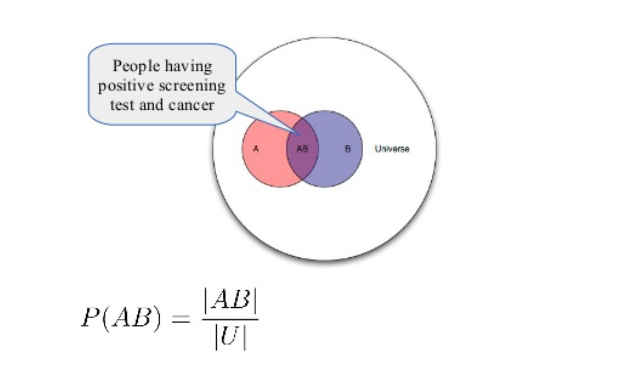 People having
positive screening
test and cancer
A AB B Universe
P(AB) = |AB| / |U|